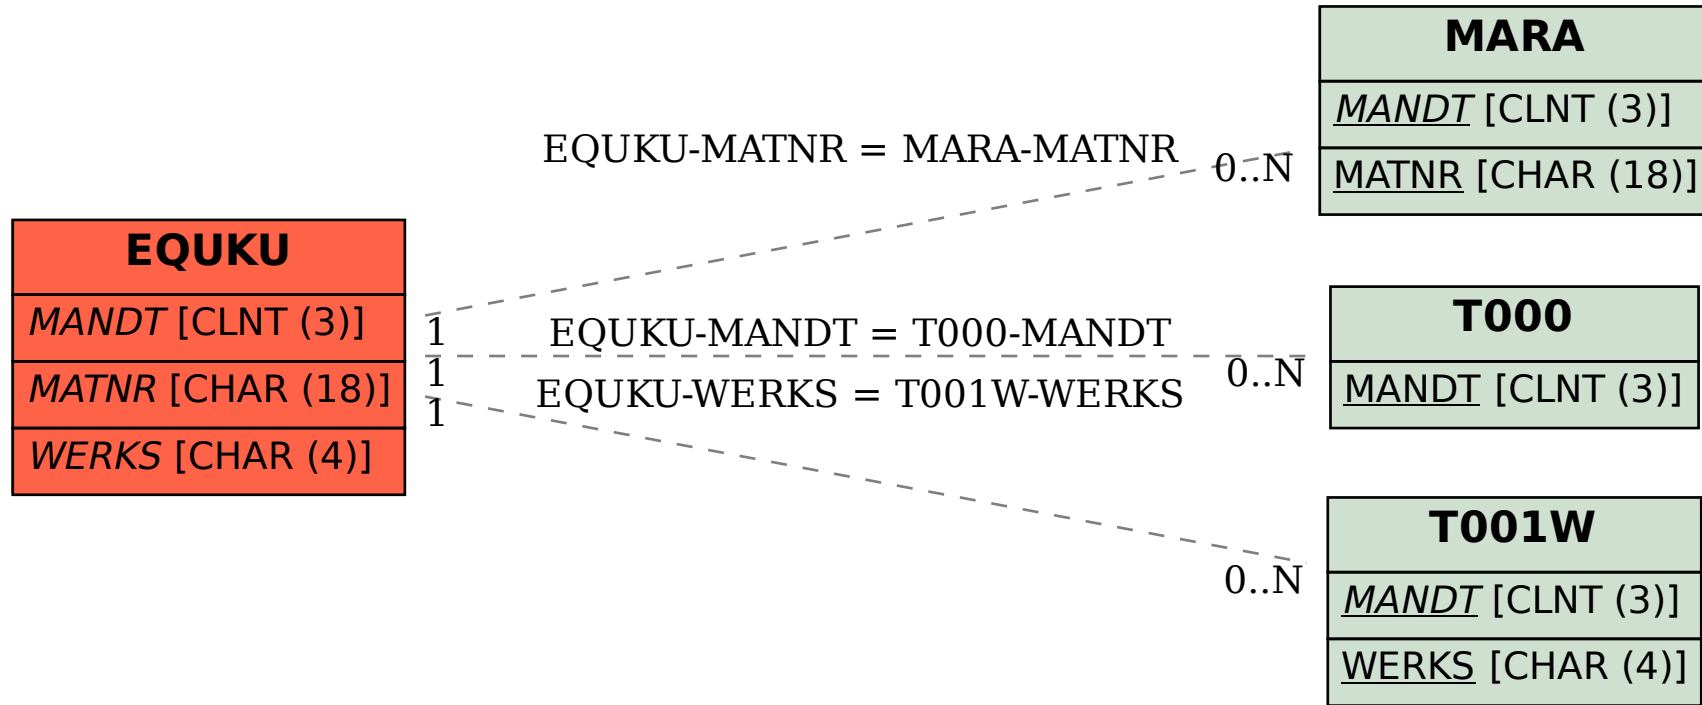 EQUKU
MANDT [CLNT (3)]
MATNR [CHAR (18)]
WERKS [CHAR (4)]
EQUKU-MATNR = MARA-MATNR
1
0..N
EQUKU-MANDT = T000-MANDT
1
0..N
EQUKU-WERKS = T001W-WERKS
1
0..N
MARA
MANDT [CLNT (3)]
MATNR [CHAR (18)]
T000
MANDT [CLNT (3)]
T001W
MANDT [CLNT (3)]
WERKS [CHAR (4)]